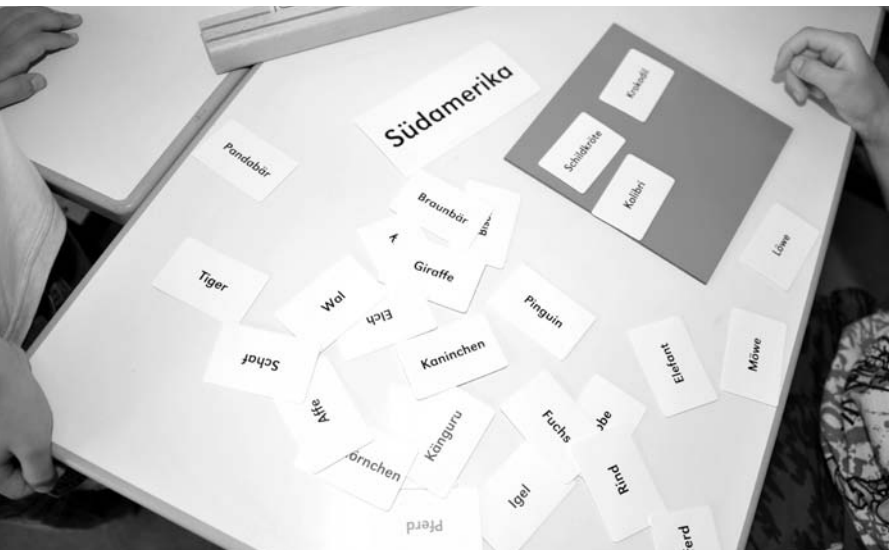 Südamerika
Krokodil
Schildkröte
Kolibri
Pandabär
Braunbär
Löwe
Giraffe
Tiger
Wal
Elch
Pinguin
Schaf
Kaninchen
Elefant
Möwe
Affe
Känguru
Fuchs
örnchen
Rind
Igel
Pferd